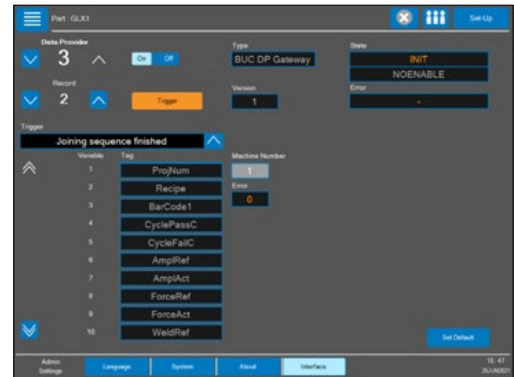 Part : GLX1
Set-Up
Data Provider
3
On
Off
Type
BUC DP Gateway
State
INIT
NOENABLE
Record
2
Trigger
Version
1
Error
-
Trigger
Joining sequence finished
Variable
Tag
Machine Number
1
1
ProjNum
Error
2
Recipe
0
3
BarCode1
4
CyclePassC
5
CycleFailC
6
AmplRef
7
AmplAct
8
ForceRef
9
ForceAct
10
WeldRef
Set Default
Admin
Settings
Language
System
About
Interface
15: 47